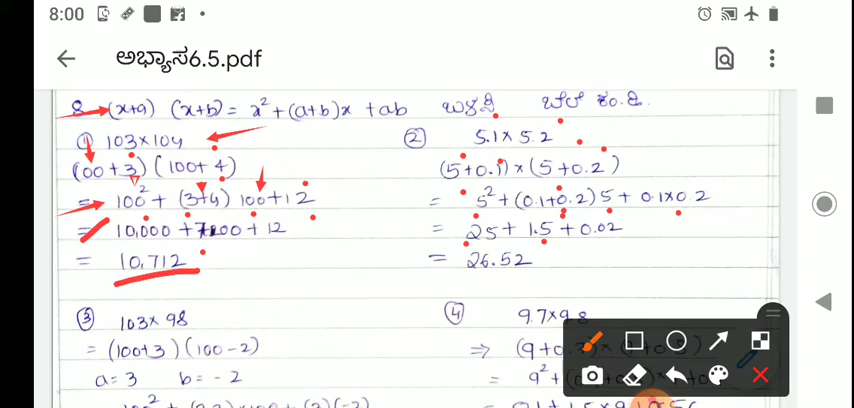 8:00
ಅಭ್ಯಾಸ6.5.pdf
8 (x+a) (x+b) = x² + (a+b)x + ab ಬಳಸಿ
① 103 × 104
(100+3) (100+4)
= 100² + (3+4) 100+12
= 10,000 + 700 + 12
= 10,712
② 5.1 × 5.2
(5+0.1) × (5+0.2)
= 5² + (0.1+0.2) 5 + 0.1×0.2
= 25 + 1.5 + 0.02
= 26.52
③ 103 × 98
= (100+3) (100-2)
a = 3 b = -2
④ 9.7 × 9.8